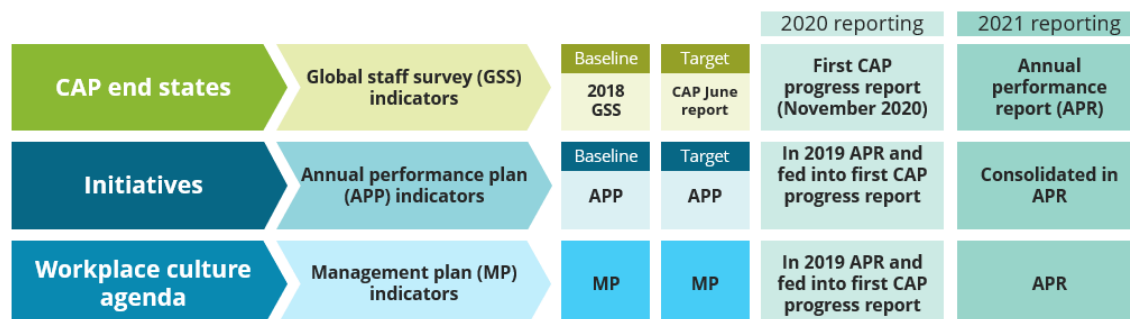 2020 reporting
2021 reporting
CAP end states
Global staff survey (GSS)
indicators
Baseline
2018
GSS
Target
CAP June
report
First CAP
progress report
(November 2020)
Annual
performance
report (APR)
Initiatives
Annual performance plan
(APP) indicators
Baseline
APP
Target
APP
In 2019 APR and
fed into first CAP
progress report
Consolidated in
APR
Workplace culture
agenda
Management plan (MP)
indicators
MP
MP
In 2019 APR and
fed into first CAP
progress report
APR